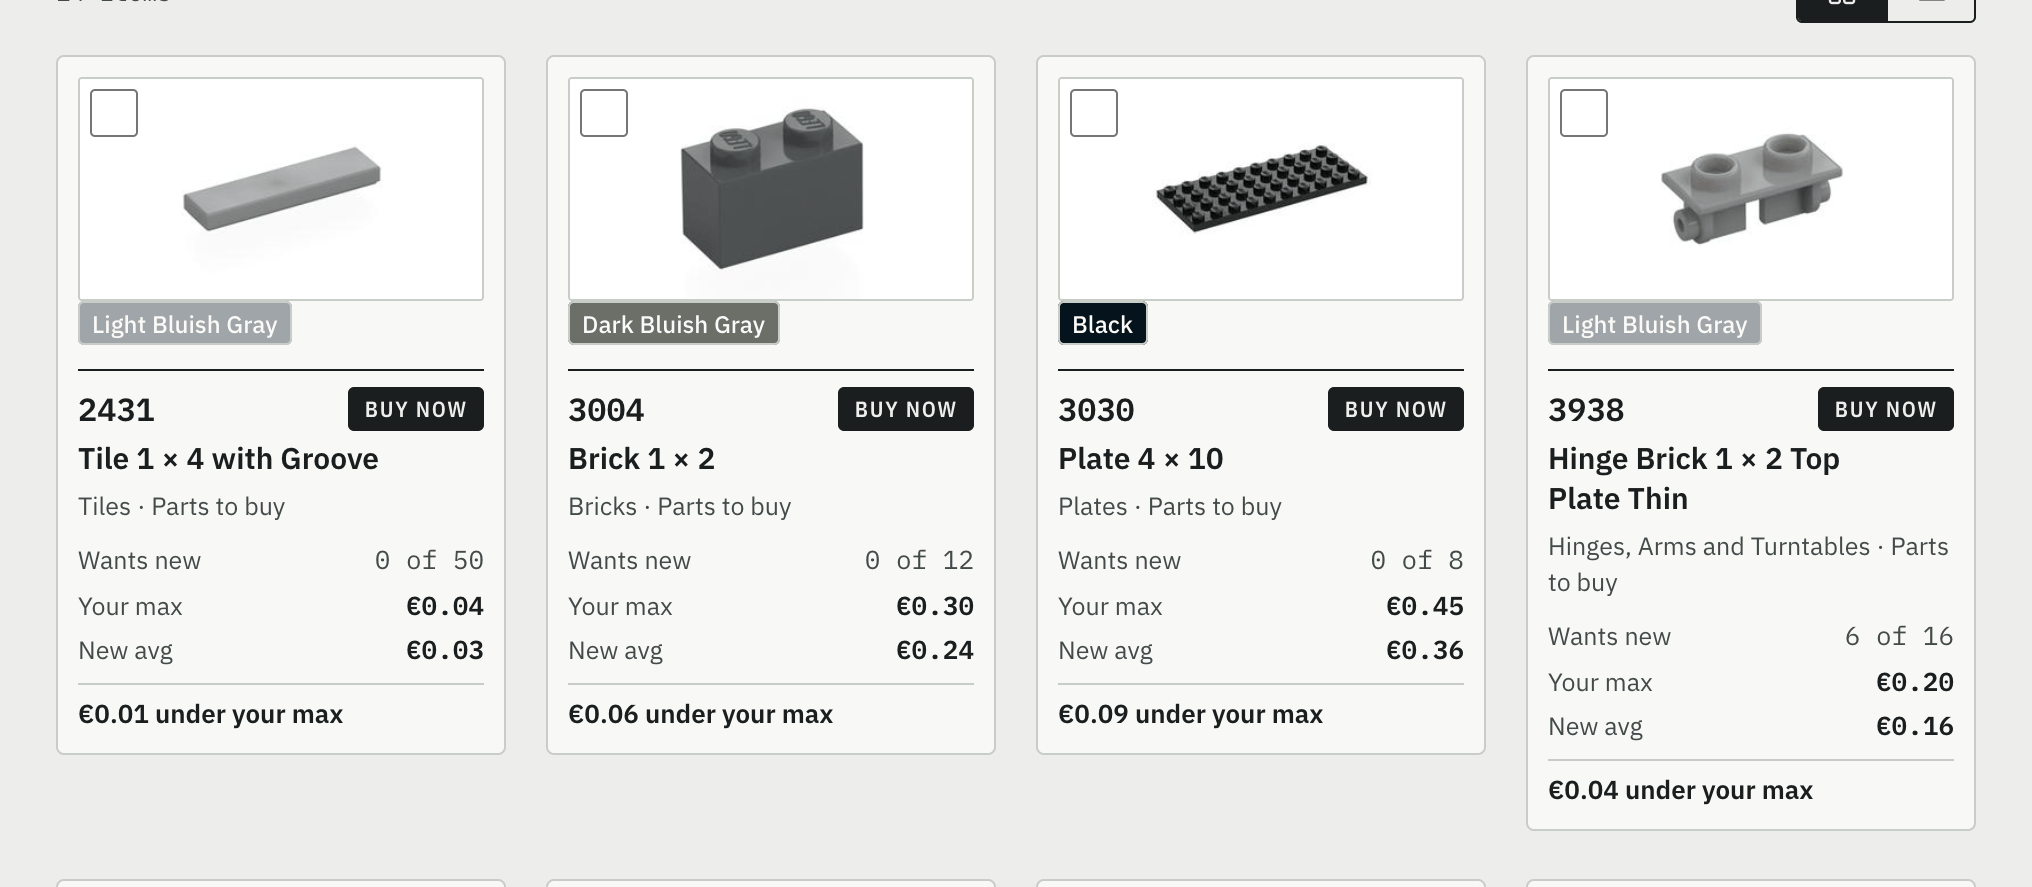 Light Bluish Gray
2431
BUY NOW
Tile 1 × 4 with Groove
Tiles · Parts to buy
Wants new 0 of 50
Your max €0.04
New avg €0.03
€0.01 under your max
Dark Bluish Gray
3004
BUY NOW
Brick 1 × 2
Bricks · Parts to buy
Wants new 0 of 12
Your max €0.30
New avg €0.24
€0.06 under your max
Black
3030
BUY NOW
Plate 4 × 10
Plates · Parts to buy
Wants new 0 of 8
Your max €0.45
New avg €0.36
€0.09 under your max
Light Bluish Gray
3938
BUY NOW
Hinge Brick 1 × 2 Top
Plate Thin
Hinges, Arms and Turntables · Parts
to buy
Wants new 6 of 16
Your max €0.20
New avg €0.16
€0.04 under your max